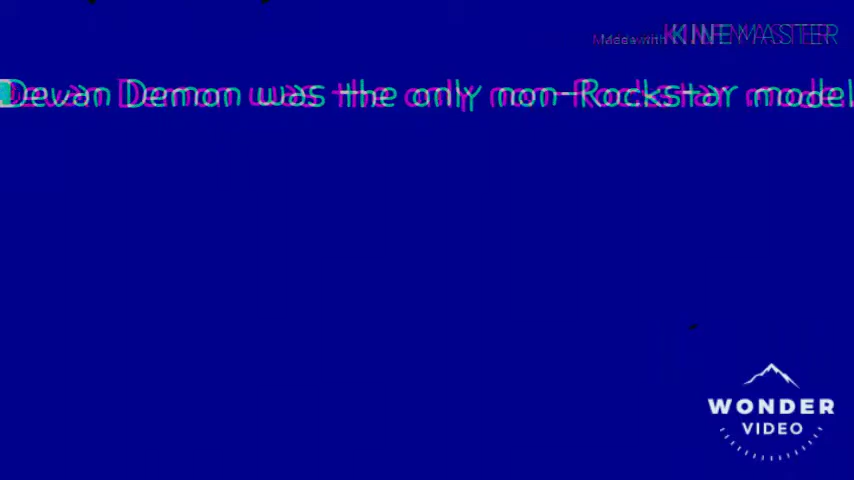 Made with KINEMASTER
Devan Demon was the only non-Rockstar model
WONDER
VIDEO